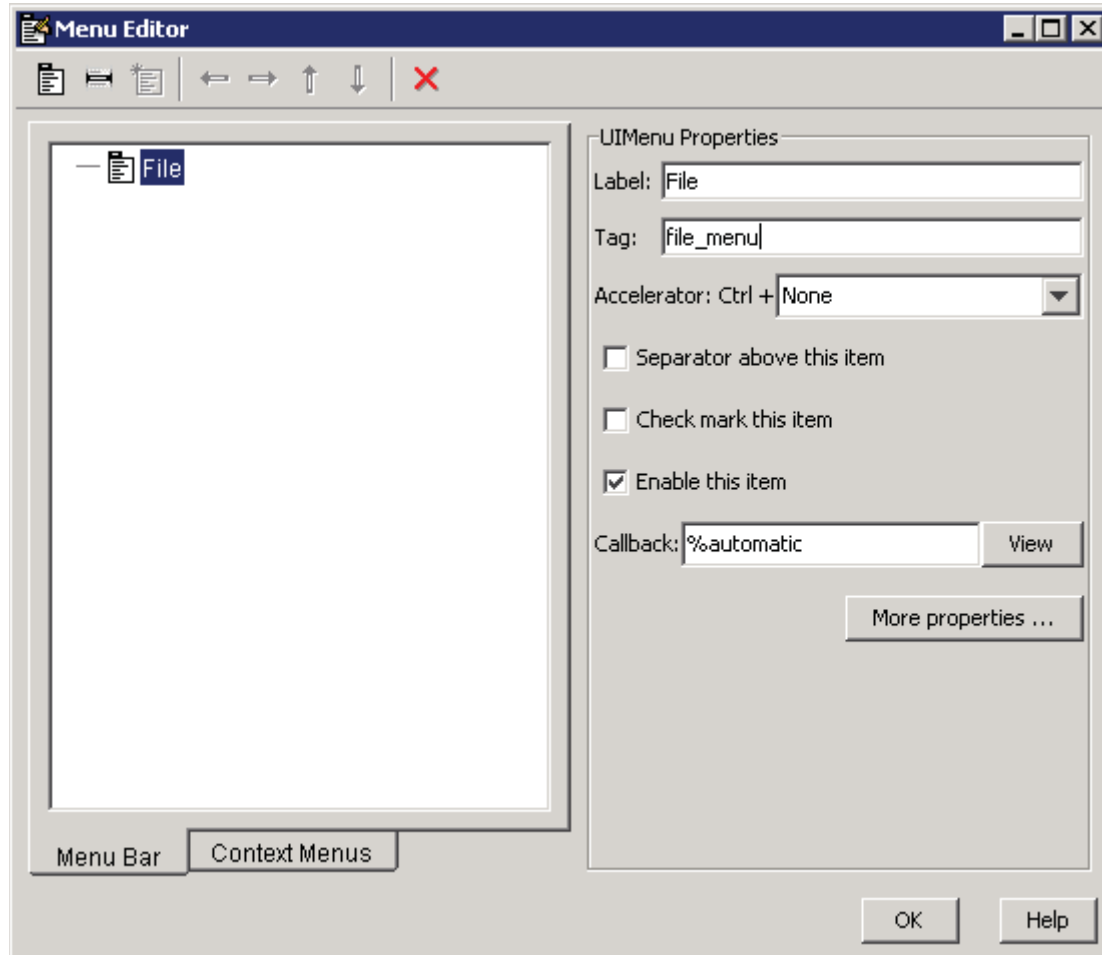 Menu Editor
File
UIMenu Properties
Label: File
Tag: file_menu
Accelerator: Ctrl + None
Separator above this item
Check mark this item
Enable this item
Callback: %automatic View
More properties ...
Menu Bar Context Menus
OK Help